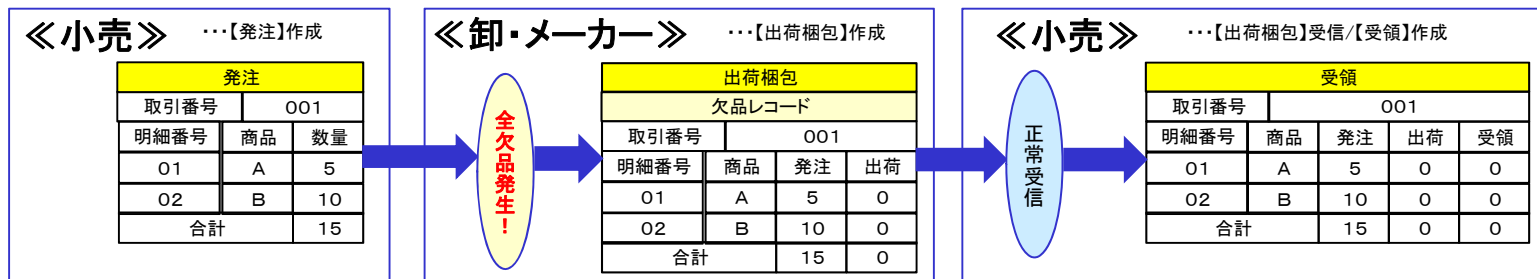 ≪小売≫ ･･･【発注】作成
発注
取引番号 001
明細番号 商品 数量
01 A 5
02 B 10
合計 15
≪卸・メーカー≫ ･･･【出荷梱包】作成
全欠品発生！
出荷梱包
欠品レコード
取引番号 001
明細番号 商品 発注 出荷
01 A 5 0
02 B 10 0
合計 15 0
≪小売≫ ･･･【出荷梱包】受信/【受領】作成
正常受信
受領
取引番号 001
明細番号 商品 発注 出荷 受領
01 A 5 0 0
02 B 10 0 0
合計 15 0 0